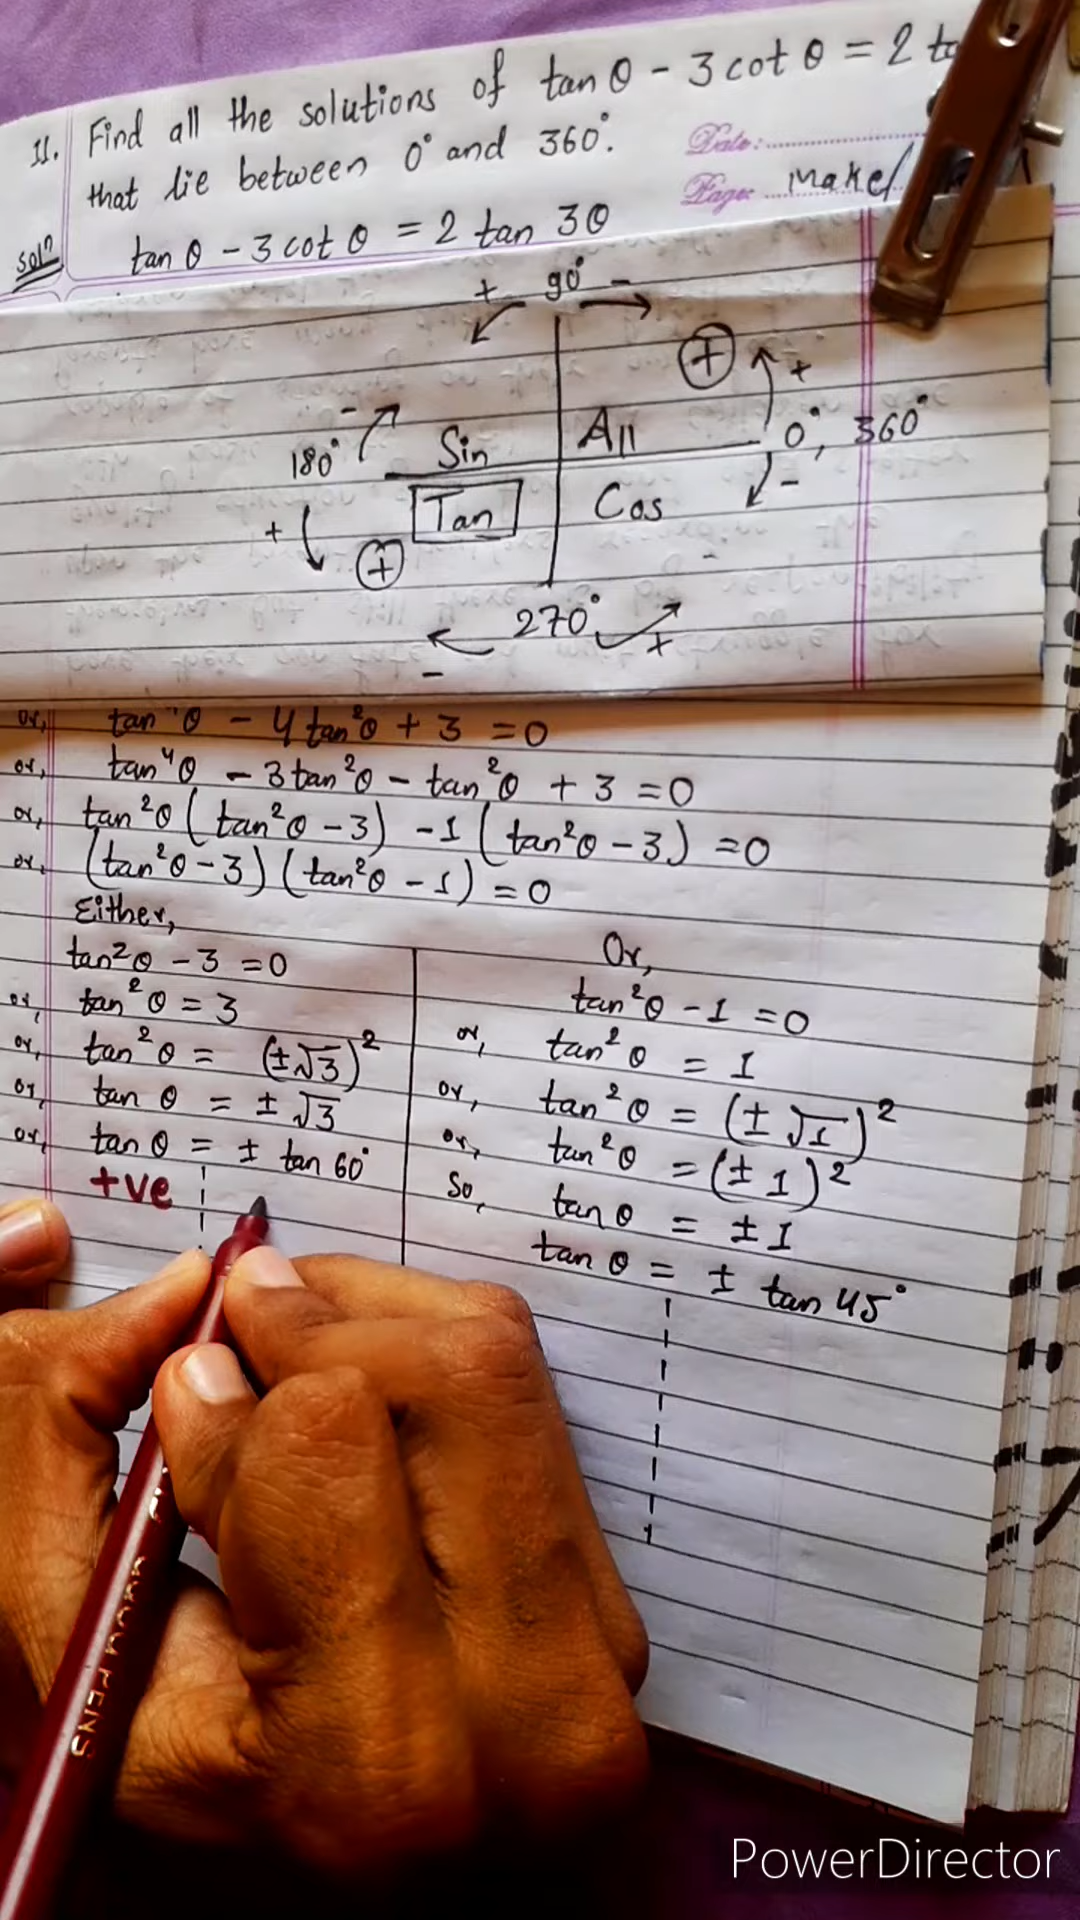 11. Find all the solutions of tan θ - 3 cot θ = 2
that lie between 0° and 360°.
Date:
Page:
Solⁿ
tan θ - 3 cot θ = 2 tan 3θ
+ 90° -
+
+
180° - Sin All 0°, 360°
+ Tan Cos -
+
270°
- +
or, tan θ - 4 tan²θ + 3 = 0
or, tan⁴θ - 3 tan²θ - tan²θ + 3 = 0
or, tan²θ (tan²θ - 3) - 1 (tan²θ - 3) = 0
or, (tan²θ - 3) (tan²θ - 1) = 0
Either,
tan²θ - 3 = 0
or, tan²θ = 3
or, tan²θ = (±√3)²
or, tan θ = ±√3
or, tan θ = ± tan 60°
+ve
Or,
tan²θ - 1 = 0
or, tan²θ = 1
or, tan²θ = (±√1)²
or, tan²θ = (±1)²
So, tan θ = ±1
tan θ = ± tan 45°
PENS
PowerDirector